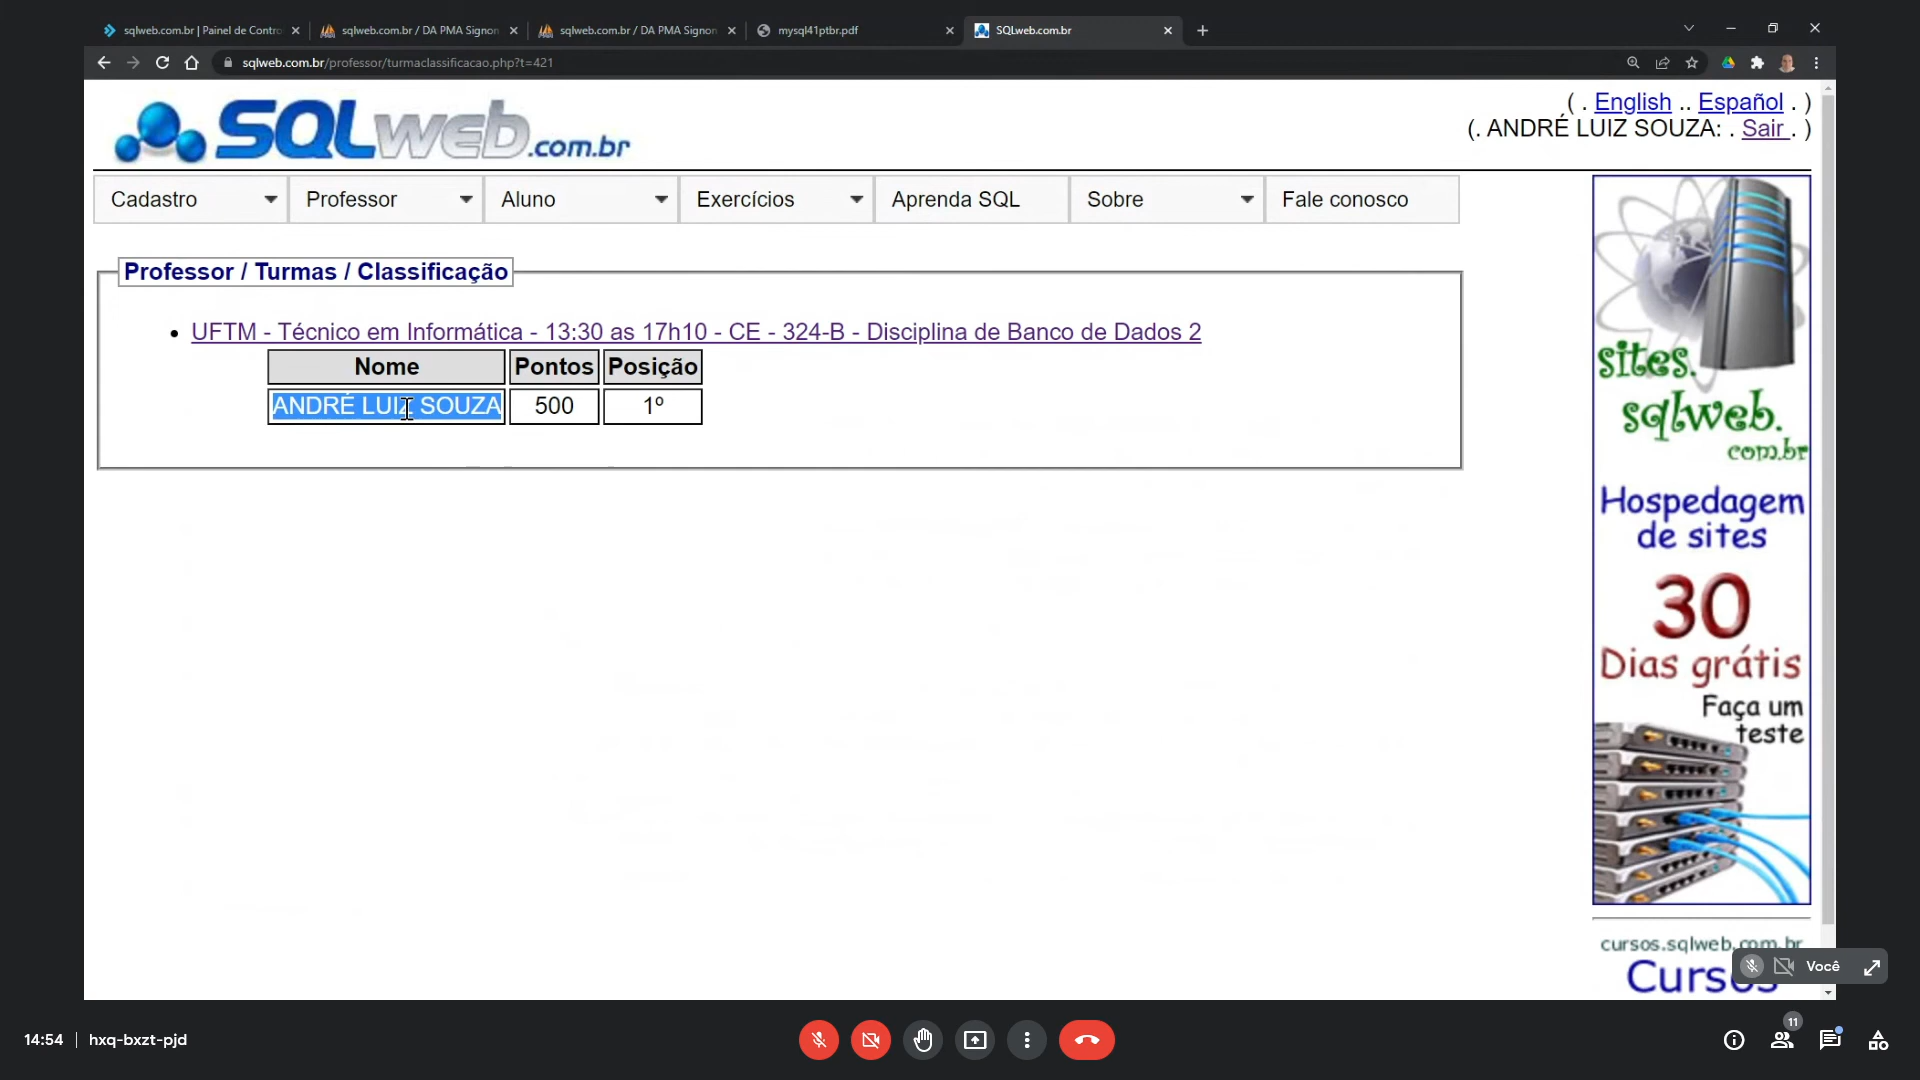 sqlweb.com.br | Painel de Contro
sqlweb.com.br / DA PMA Signon
sqlweb.com.br / DA PMA Signon
mysql41ptbr.pdf
SQLweb.com.br
sqlweb.com.br/professor/turmaclassificacao.php?t=421
SQLweb.com.br
( . English .. Español . )
(. ANDRÉ LUIZ SOUZA: . Sair . )
Cadastro
Professor
Aluno
Exercícios
Aprenda SQL
Sobre
Fale conosco
Professor / Turmas / Classificação
UFTM - Técnico em Informática - 13:30 as 17h10 - CE - 324-B - Disciplina de Banco de Dados 2
Nome Pontos Posição
ANDRÉ LUIZ SOUZA 500 1º
sites.
sqlweb.
com.br
Hospedagem
de sites
30
Dias grátis
Faça um
teste
cursos.sqlweb.com.br
Cursos
Você
14:54 | hxq-bxzt-pjd
11